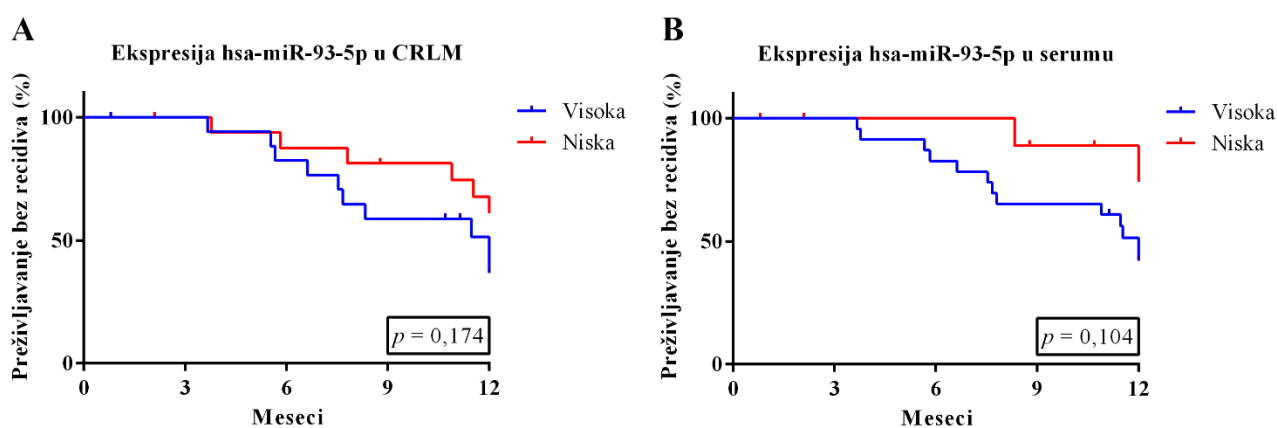 A
Ekspresija hsa-miR-93-5p u CRLM
Preživljavanje bez recidiva (%)
100
50
0
0 3 6 9 12
Meseci
Visoka
Niska
p = 0,174
B
Ekspresija hsa-miR-93-5p u serumu
Preživljavanje bez recidiva (%)
100
50
0
0 3 6 9 12
Meseci
Visoka
Niska
p = 0,104